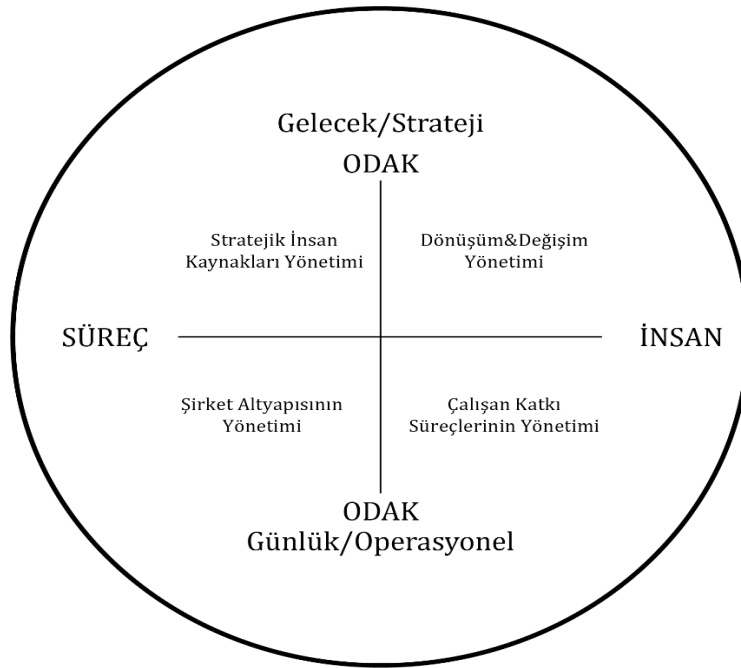 Gelecek/Strateji
ODAK
Stratejik İnsan
Kaynakları Yönetimi
Dönüşüm&Değişim
Yönetimi
SÜREÇ
İNSAN
Şirket Altyapısının
Yönetimi
Çalışan Katkı
Süreçlerinin Yönetimi
ODAK
Günlük/Operasyonel